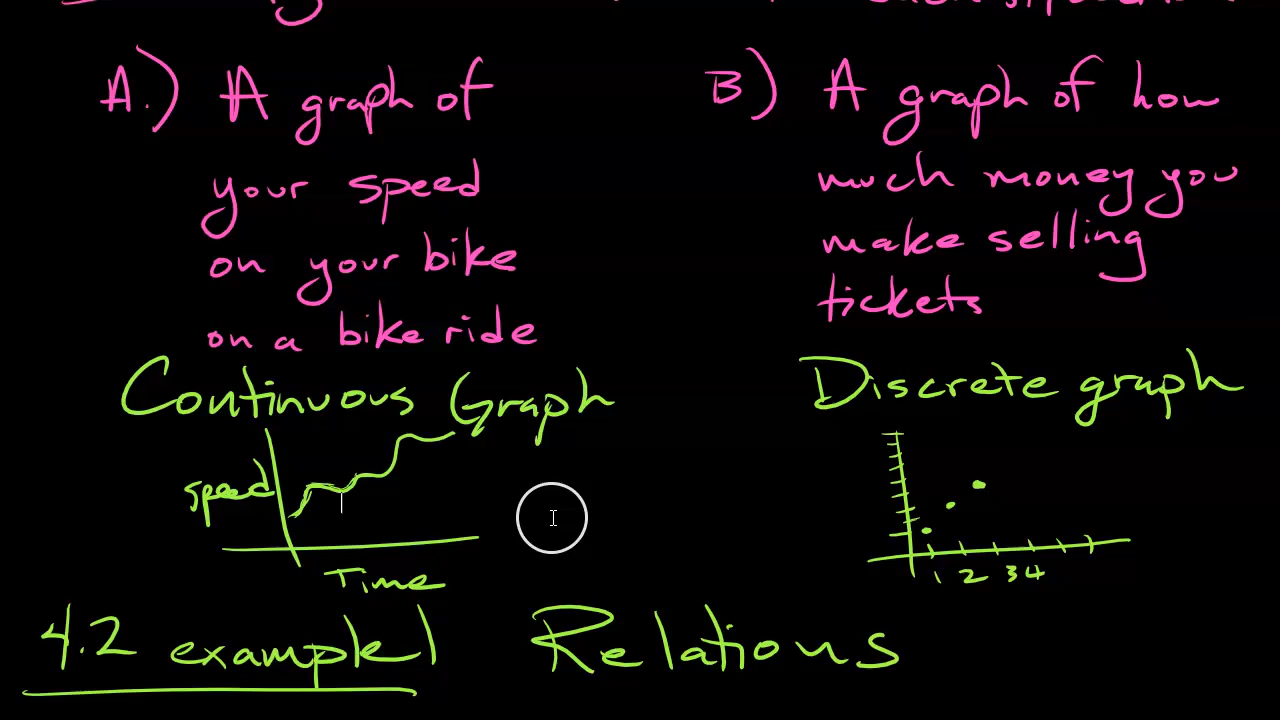 A.) A graph of
your speed
on your bike
on a bike ride
Continuous Graph
speed
Time
B) A graph of how
much money you
make selling
tickets
Discrete graph
1 2 3 4
4.2 example 1 Relations